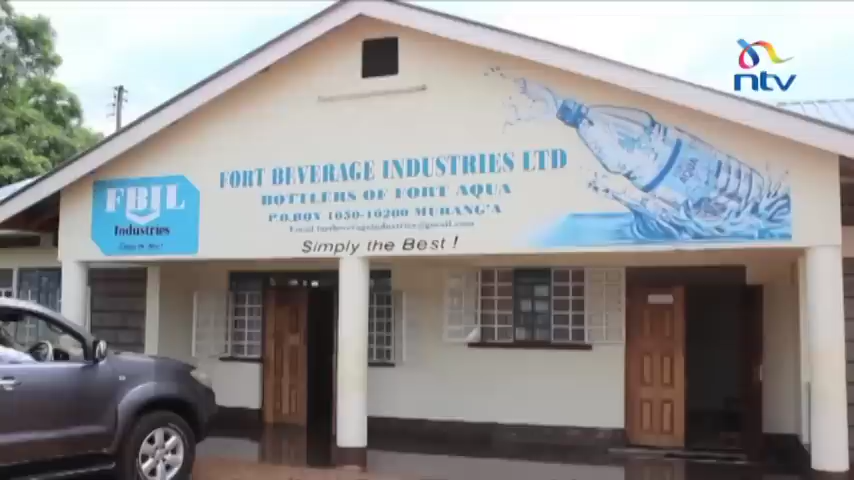 ntv
FORT BEVERAGE INDUSTRIES LTD
BOTTLERS OF FORT AQUA
P.O.BOX 1050-10200 MURANG'A
Simply the Best !
FBIL
Industries